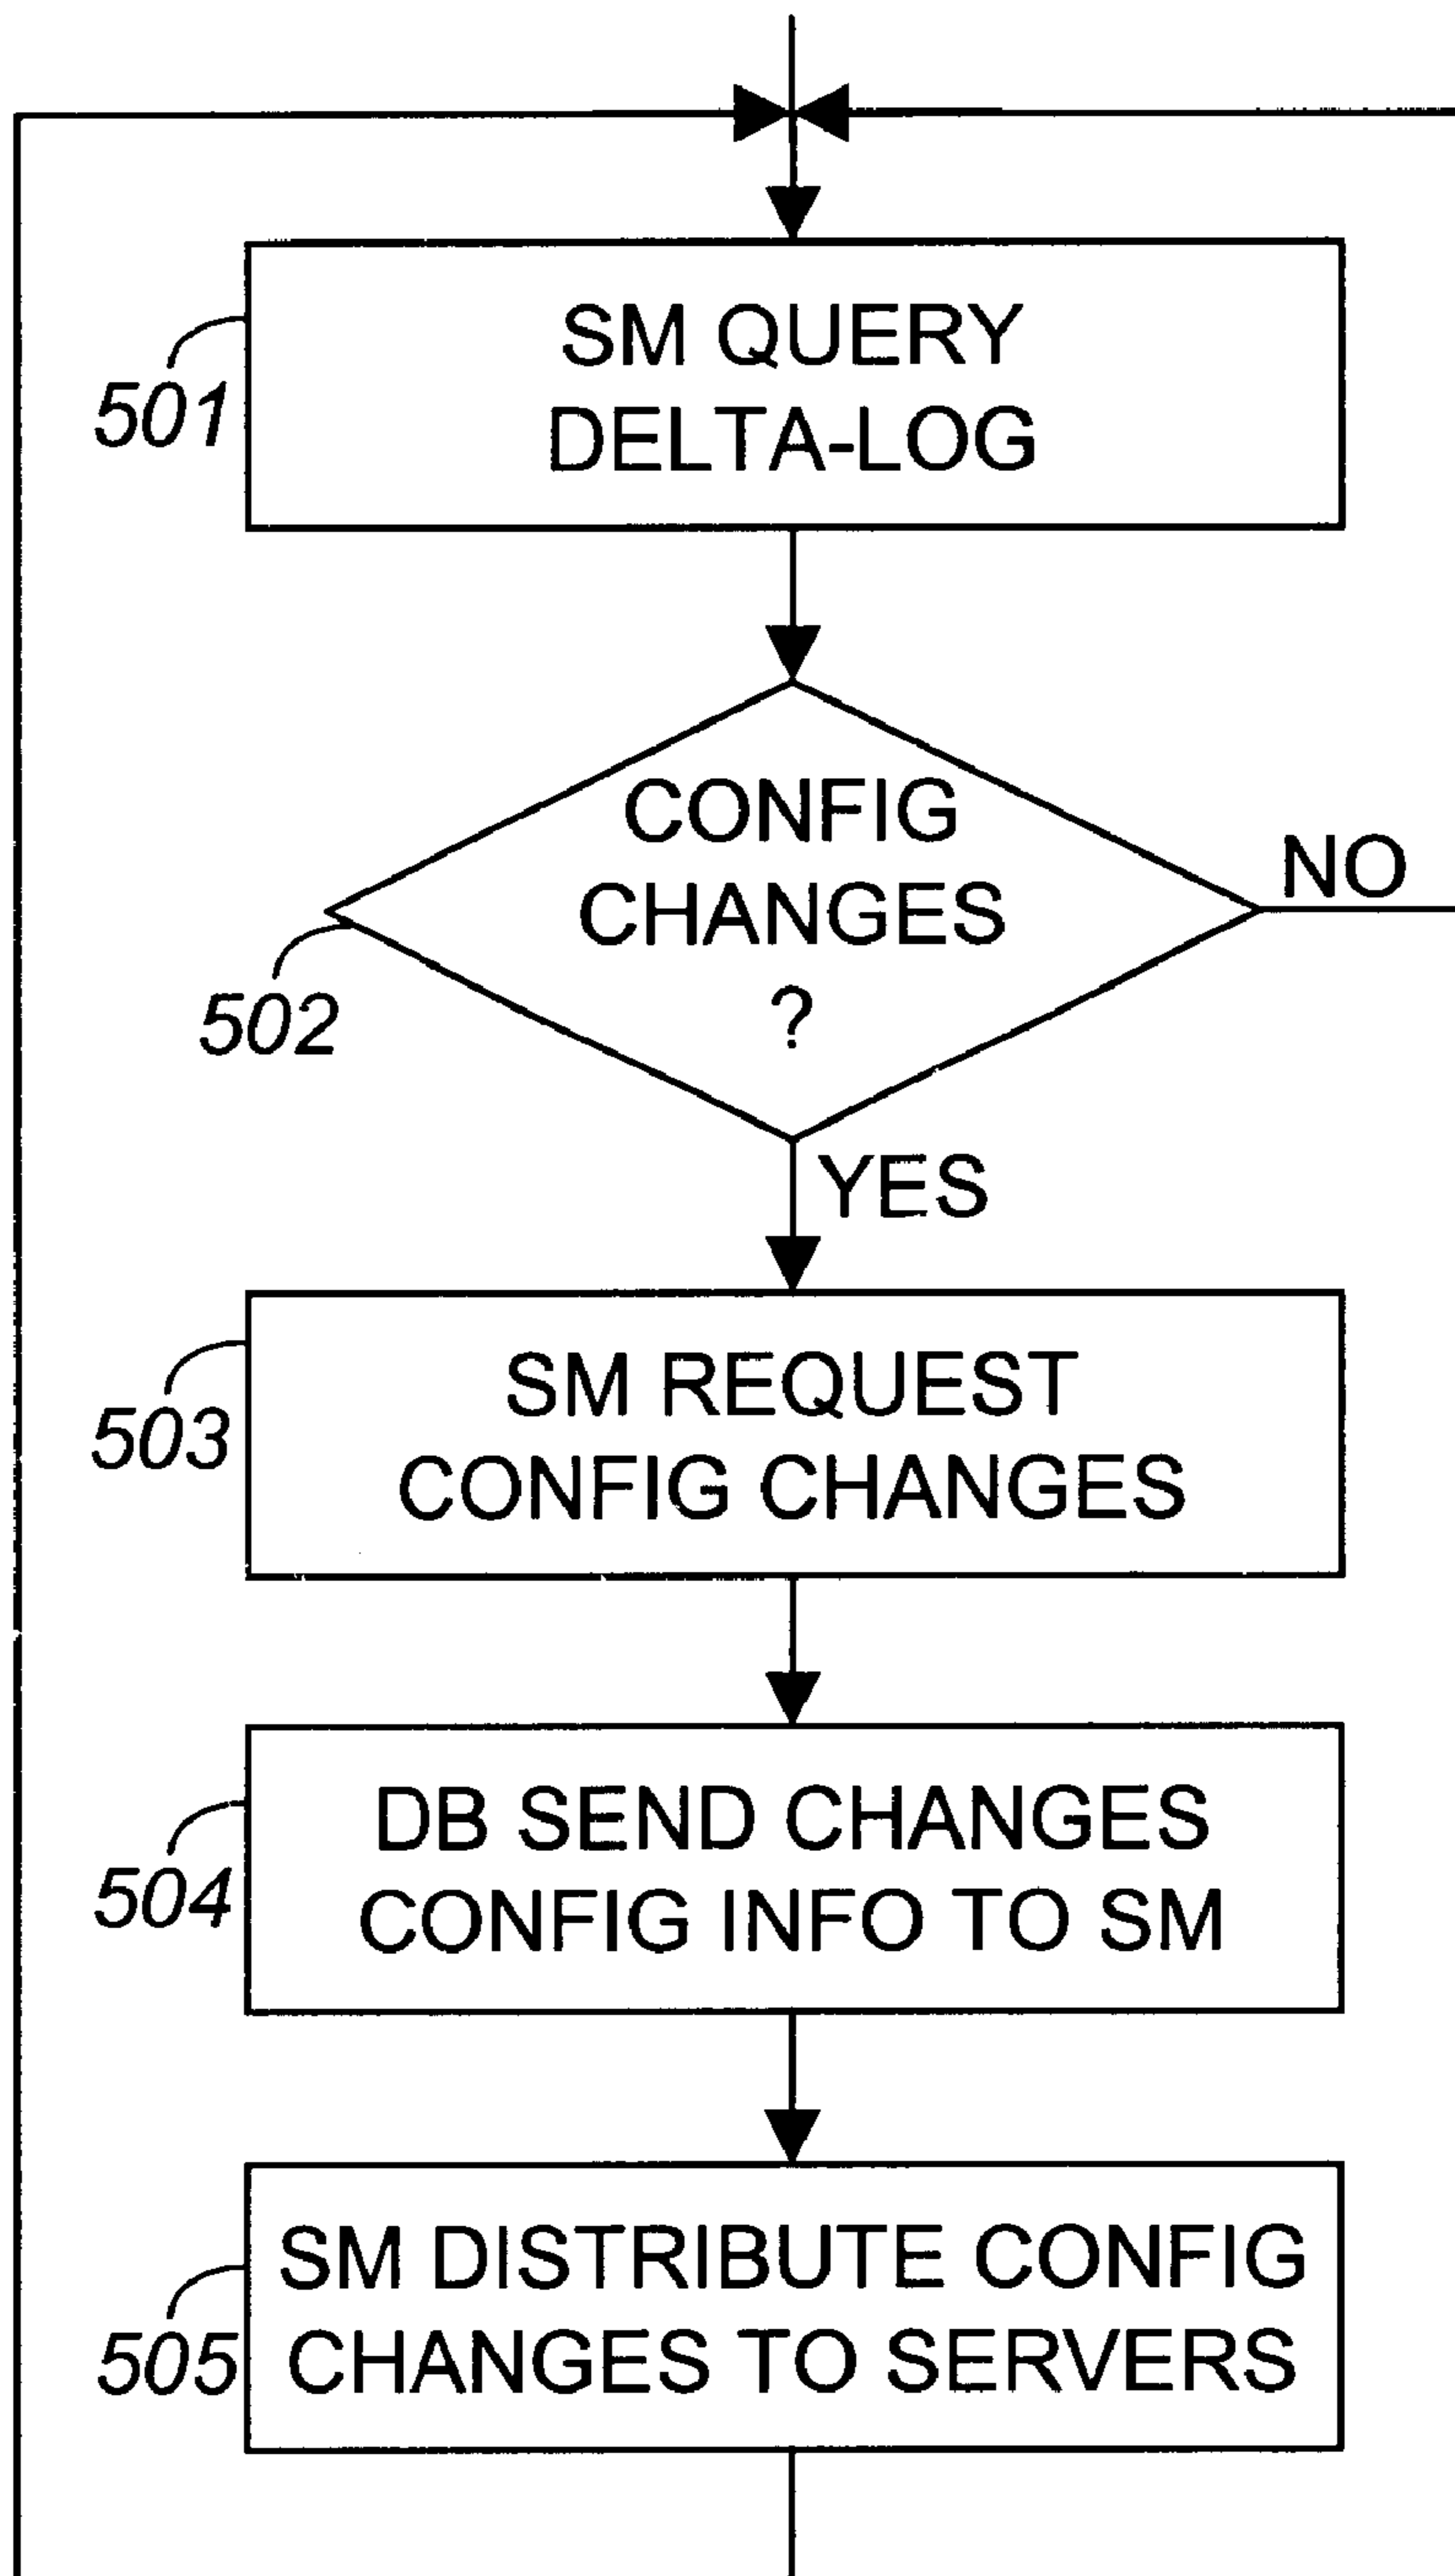 SM QUERY
DELTA-LOG
501
CONFIG
CHANGES
?
NO
502
YES
SM REQUEST
CONFIG CHANGES
503
DB SEND CHANGES
CONFIG INFO TO SM
504
SM DISTRIBUTE CONFIG
CHANGES TO SERVERS
505